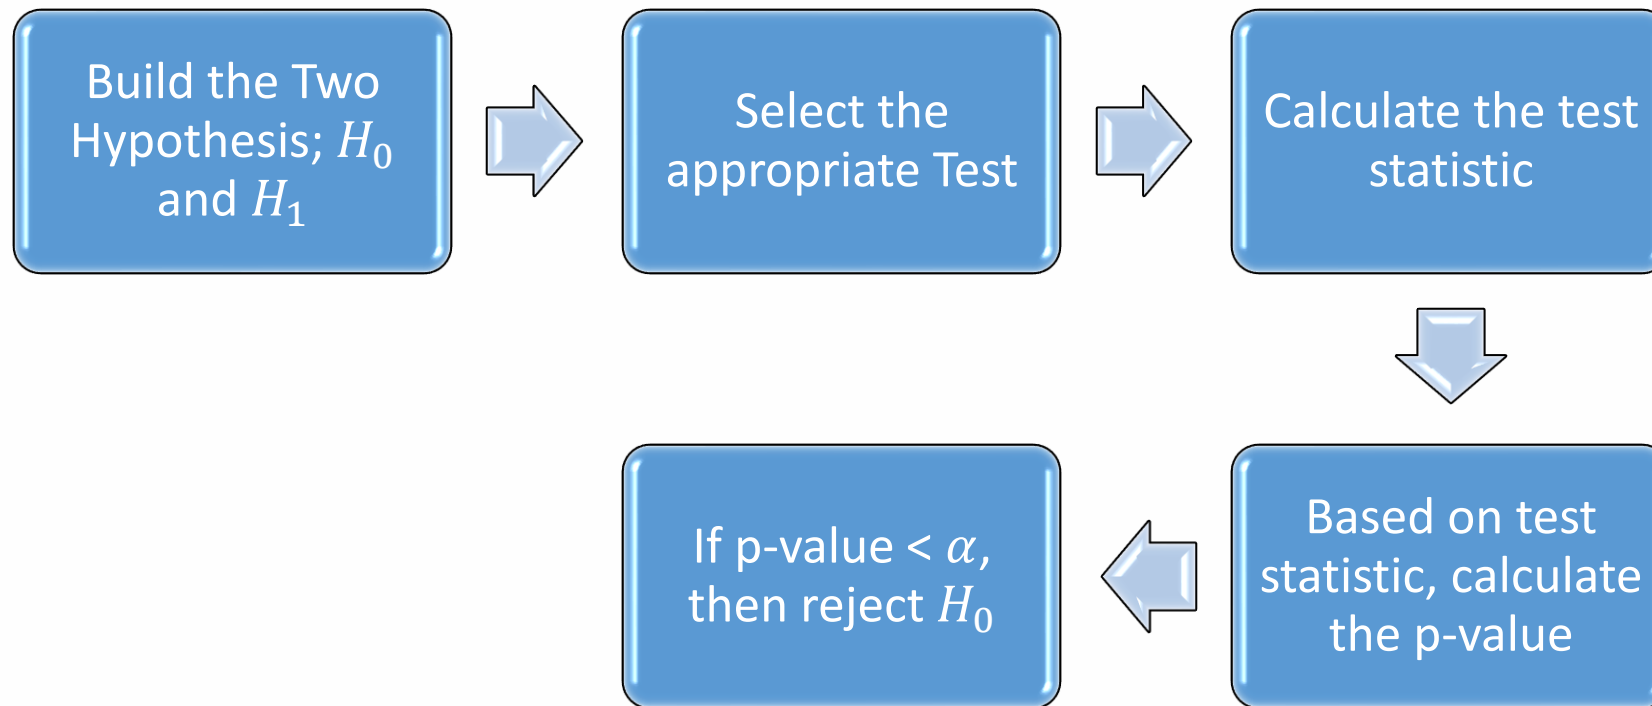 Build the Two
Hypothesis; H₀
and H₁
Select the
appropriate Test
Calculate the test
statistic
Based on test
statistic, calculate
the p-value
If p-value < α,
then reject H₀